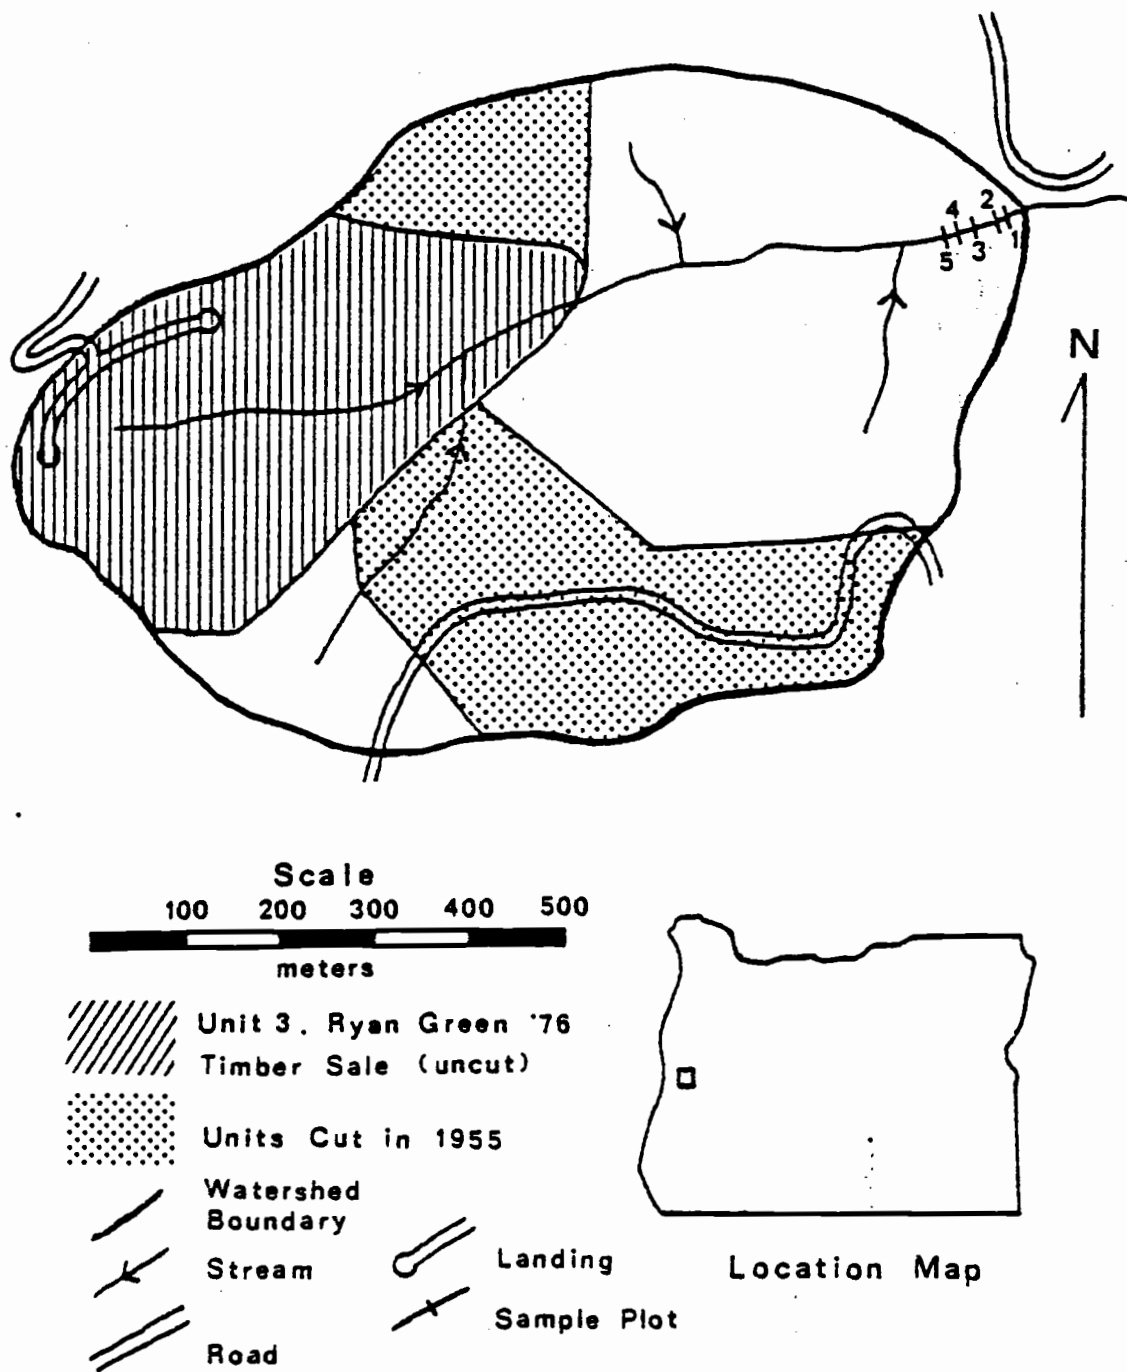 4 2
5 3 1
N
Scale
100 200 300 400 500
meters
Unit 3, Ryan Green '76
Timber Sale (uncut)
Units Cut in 1955
Watershed
Boundary
Stream
Landing
Sample Plot
Road
Location Map